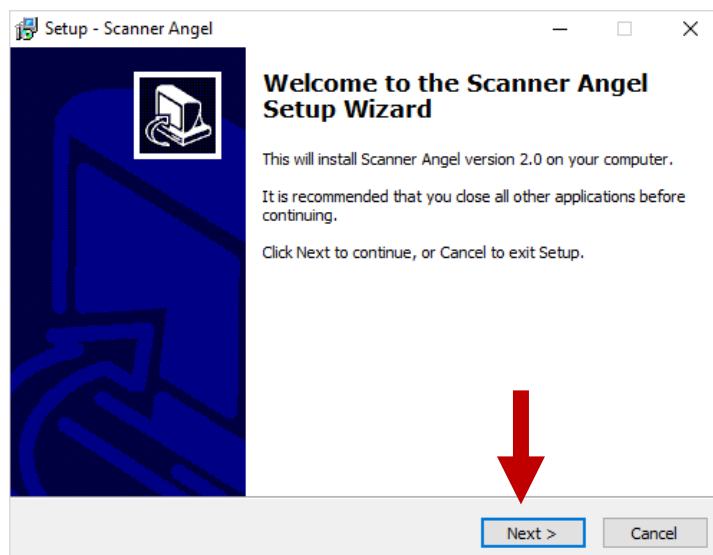 Setup - Scanner Angel
Welcome to the Scanner Angel
Setup Wizard
This will install Scanner Angel version 2.0 on your computer.
It is recommended that you close all other applications before
continuing.
Click Next to continue, or Cancel to exit Setup.
Next >
Cancel